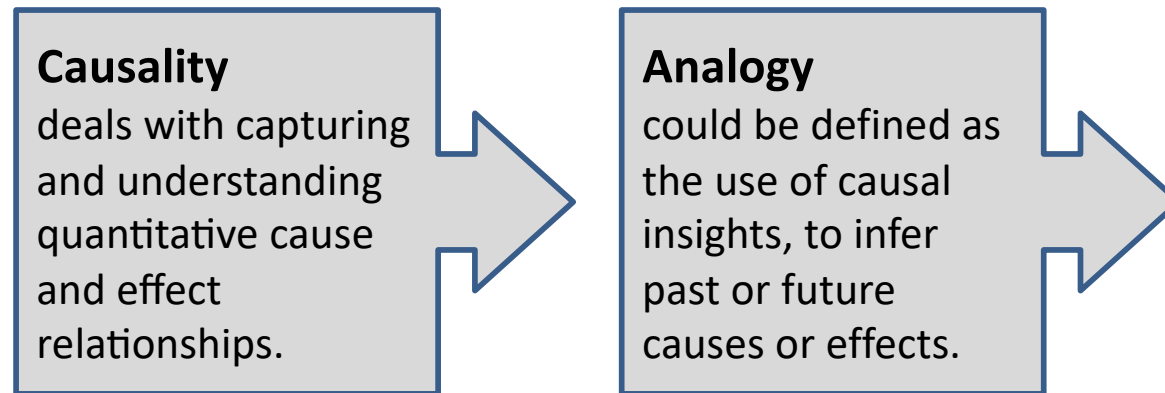 Causality
deals with capturing
and understanding
quantitative cause
and effect
relationships.
Analogy
could be defined as
the use of causal
insights, to infer
past or future
causes or effects.